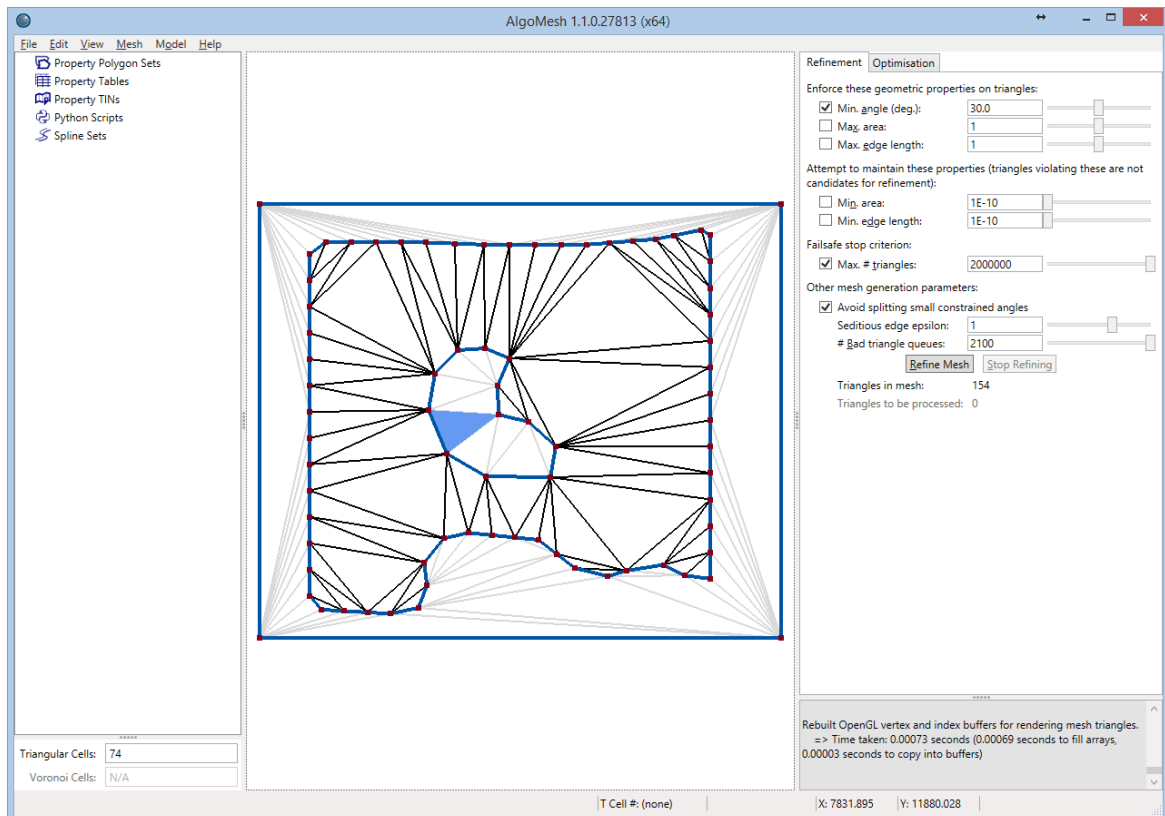 AlgoMesh 1.1.0.27813 (x64)
File Edit View Mesh Model Help
Property Polygon Sets
Property Tables
Property TINs
Python Scripts
Spline Sets
Triangular Cells: 74
Voronoi Cells: N/A
Refinement Optimisation
Enforce these geometric properties on triangles:
Min. angle (deg.): 30.0
Max. area: 1
Max. edge length: 1
Attempt to maintain these properties (triangles violating these are not
candidates for refinement):
Min. area: 1E-10
Min. edge length: 1E-10
Failsafe stop criterion:
Max. # triangles: 2000000
Other mesh generation parameters:
Avoid splitting small constrained angles
Seditious edge epsilon: 1
# Bad triangle queues: 2100
Refine Mesh Stop Refining
Triangles in mesh: 154
Triangles to be processed: 0
Rebuilt OpenGL vertex and index buffers for rendering mesh triangles.
=> Time taken: 0.00073 seconds (0.00069 seconds to fill arrays,
0.00003 seconds to copy into buffers)
T Cell #: (none) X: 7831.895 Y: 11880.028